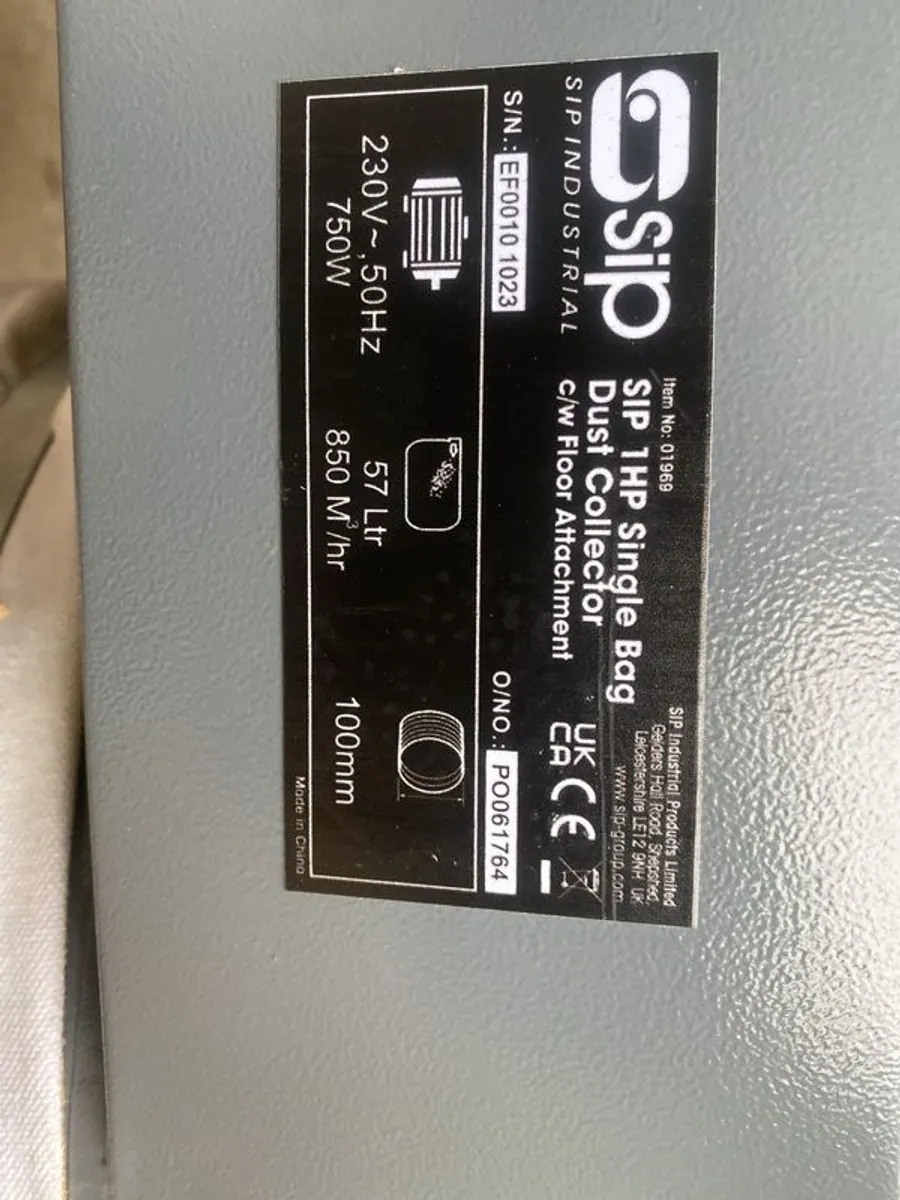 sip
SIP INDUSTRIAL
Item No: 01969
SIP 1HP Single Bag
Dust Collector
c/w Floor Attachment
SIP Industrial Products Limited
Gelders Hall Road, Shepshed,
Leicestershire LE12 9NH UK
www.sip-group.com
UK
CA CE
S/N.: EF0010 1023
O/NO.: PO061764
230V~,50Hz
750W
57 Ltr
850 M³/hr
100mm
Made in China